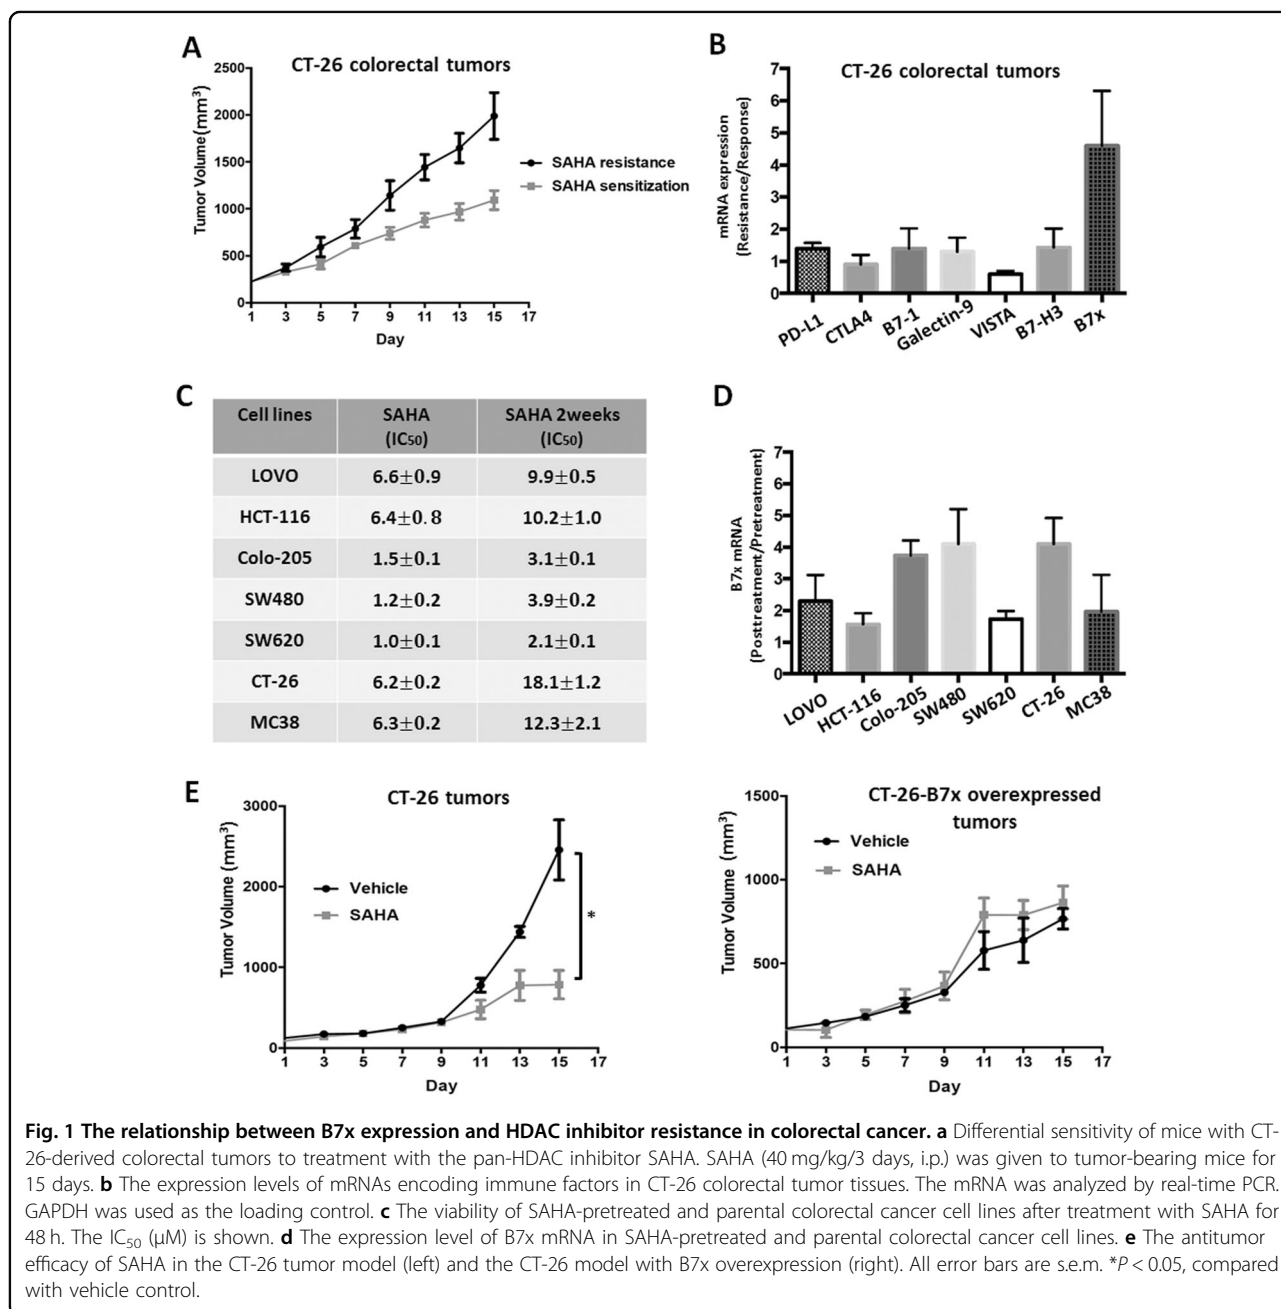 A
CT-26 colorectal tumors
Tumor Volume(mm³)
2500
2000
1500
1000
500
0
1 3 5 7 9 11 13 15 17
Day
SAHA resistance
SAHA sensitization
B
CT-26 colorectal tumors
mRNA expression
(Resistance/Response)
7
6
5
4
3
2
1
0
PD-L1 CTLA4 B7-1 Galectin-9 VISTA B7-H3 B7x
C
Cell lines SAHA (IC₅₀) SAHA 2weeks (IC₅₀)
LOVO 6.6±0.9 9.9±0.5
HCT-116 6.4±0.8 10.2±1.0
Colo-205 1.5±0.1 3.1±0.1
SW480 1.2±0.2 3.9±0.2
SW620 1.0±0.1 2.1±0.1
CT-26 6.2±0.2 18.1±1.2
MC38 6.3±0.2 12.3±2.1
D
B7x mRNA
(Posttreatment/Pretreatment)
7
6
5
4
3
2
1
0
LOVO HCT-116 Colo-205 SW480 SW620 CT-26 MC38
E
CT-26 tumors
Tumor Volume (mm³)
3000
2000
1000
0
1 3 5 7 9 11 13 15 17
Day
Vehicle
SAHA
*
CT-26-B7x overexpressed
tumors
Tumor Volume (mm³)
1500
1000
500
0
1 3 5 7 9 11 13 15 17
Day
Vehicle
SAHA
Fig. 1 The relationship between B7x expression and HDAC inhibitor resistance in colorectal cancer. a Differential sensitivity of mice with CT-
26-derived colorectal tumors to treatment with the pan-HDAC inhibitor SAHA. SAHA (40 mg/kg/3 days, i.p.) was given to tumor-bearing mice for
15 days. b The expression levels of mRNAs encoding immune factors in CT-26 colorectal tumor tissues. The mRNA was analyzed by real-time PCR.
GAPDH was used as the loading control. c The viability of SAHA-pretreated and parental colorectal cancer cell lines after treatment with SAHA for
48 h. The IC₅₀ (μM) is shown. d The expression level of B7x mRNA in SAHA-pretreated and parental colorectal cancer cell lines. e The antitumor
efficacy of SAHA in the CT-26 tumor model (left) and the CT-26 model with B7x overexpression (right). All error bars are s.e.m. *P < 0.05, compared
with vehicle control.